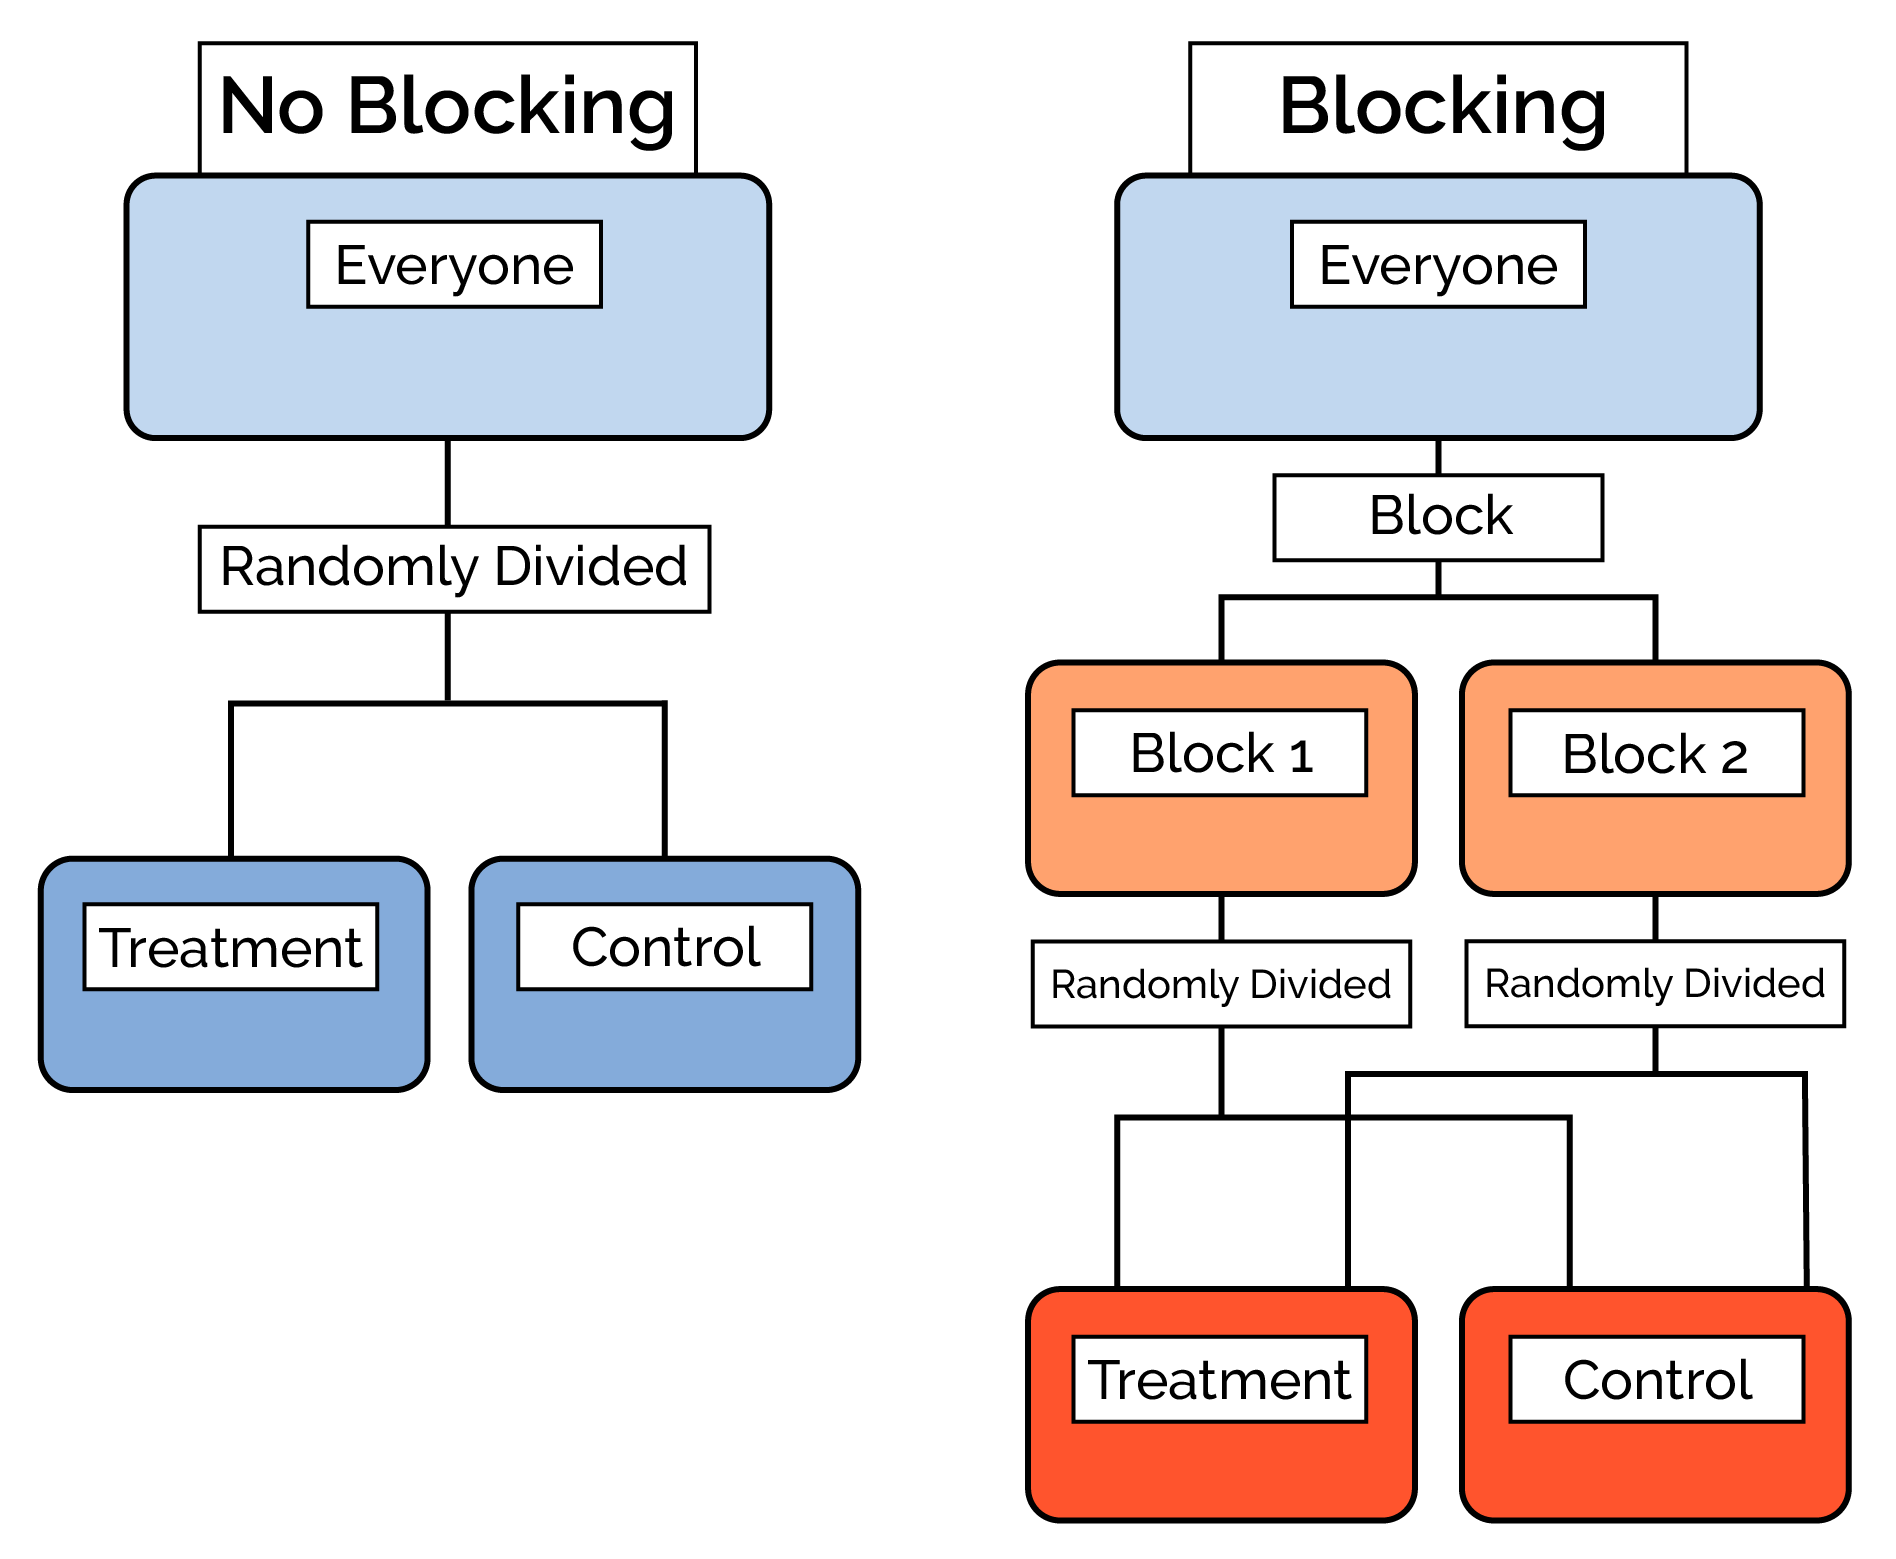 No Blocking
Everyone
Randomly Divided
Treatment
Control
Blocking
Everyone
Block
Block 1
Block 2
Randomly Divided
Randomly Divided
Treatment
Control